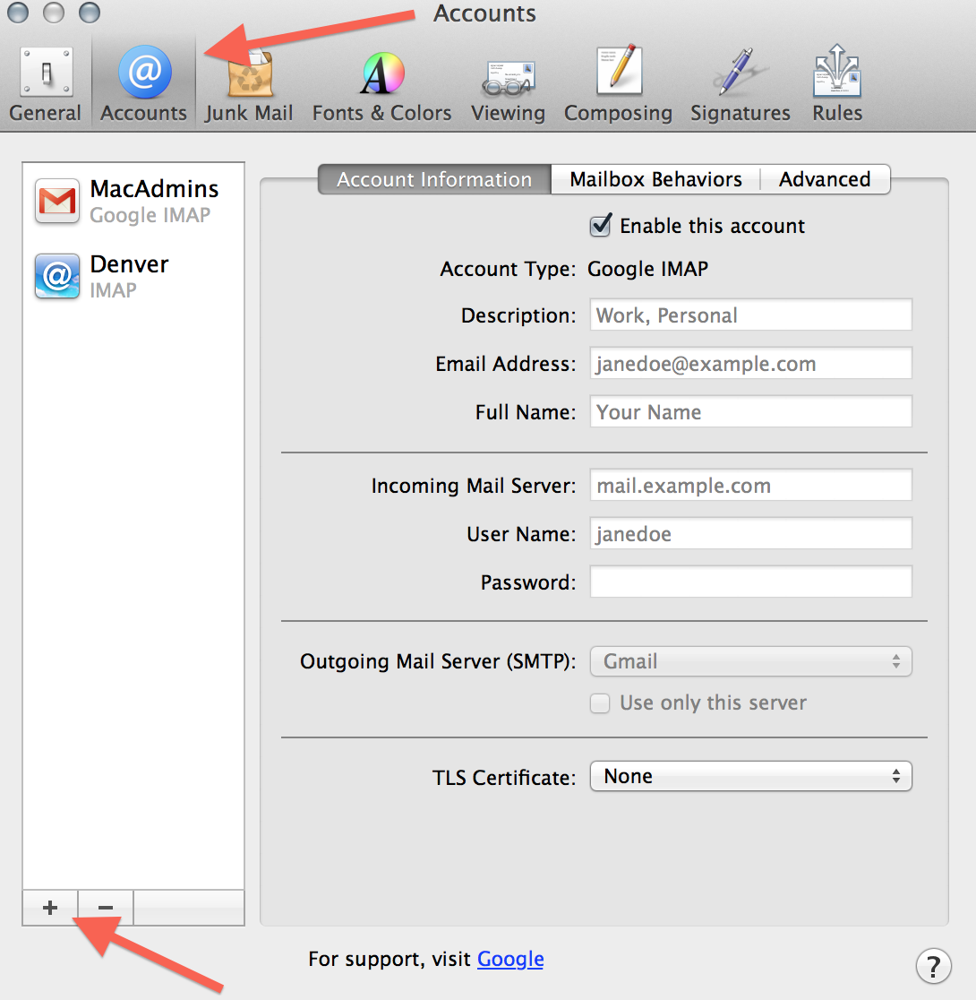 Accounts
General Accounts Junk Mail Fonts & Colors Viewing Composing Signatures Rules
MacAdmins
Google IMAP
Denver
IMAP
Account Information Mailbox Behaviors Advanced
Enable this account
Account Type: Google IMAP
Description: Work, Personal
Email Address: janedoe@example.com
Full Name: Your Name
Incoming Mail Server: mail.example.com
User Name: janedoe
Password:
Outgoing Mail Server (SMTP): Gmail
Use only this server
TLS Certificate: None
+ −
For support, visit Google
?